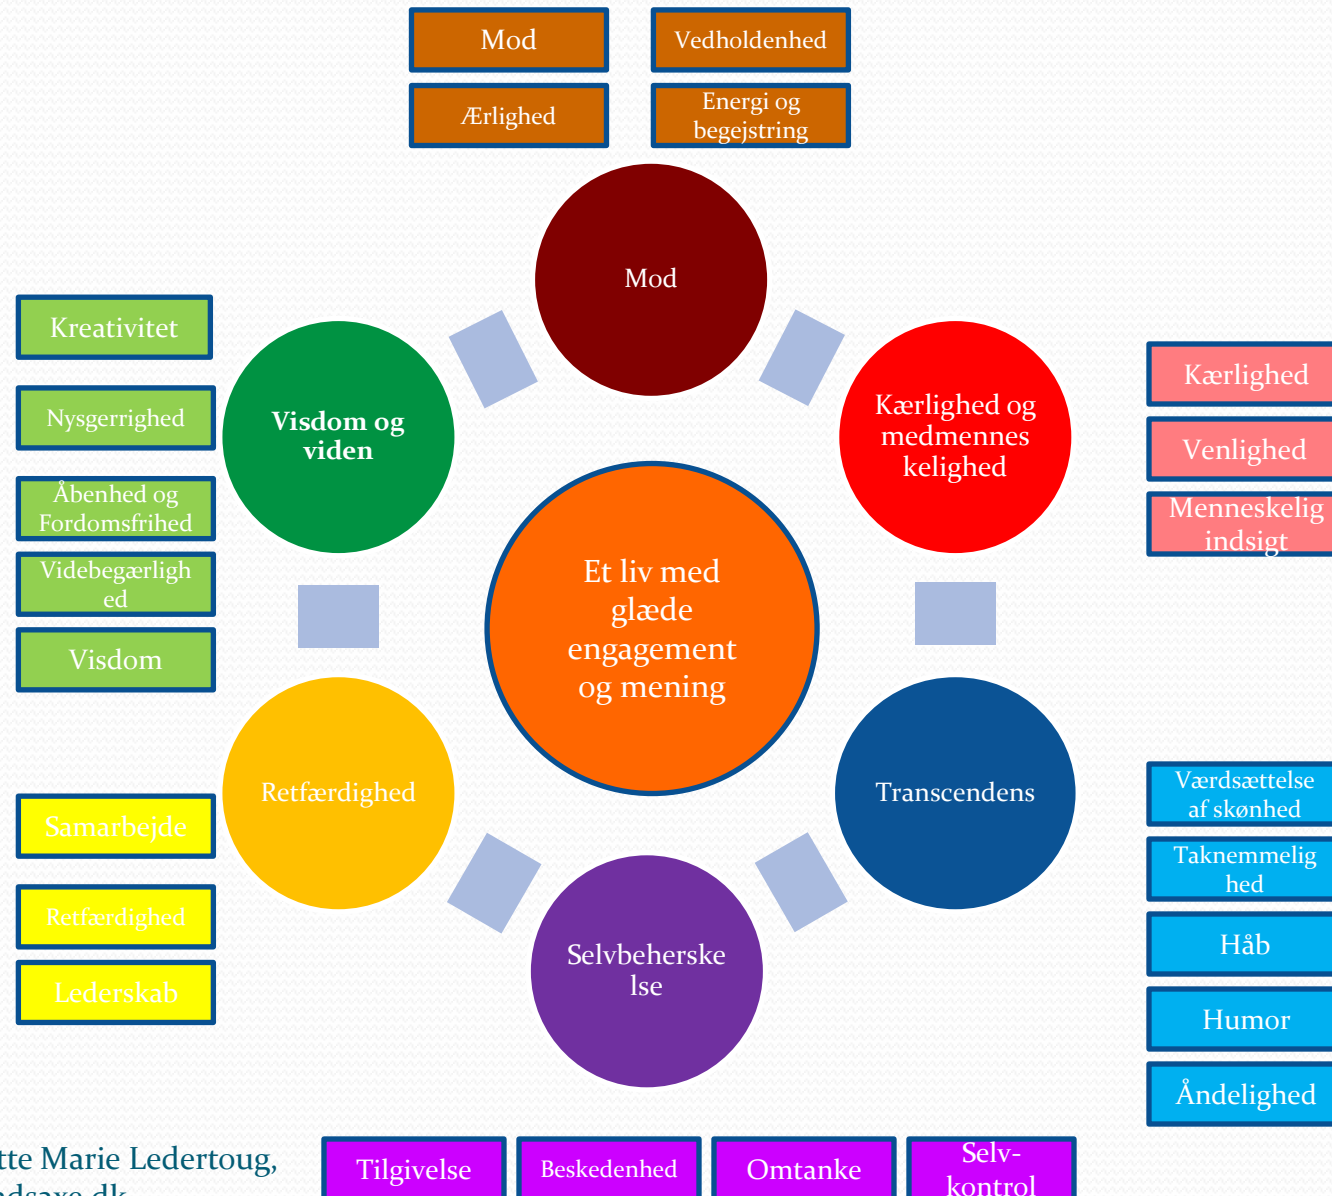 Mod
Vedholdenhed
Ærlighed
Energi og
begejstring
Mod
Kreativitet
Nysgerrighed
Åbenhed og
Fordomsfrihed
Videbegærligh
ed
Visdom
Visdom og
viden
Kærlighed og
medmennes
kelighed
Kærlighed
Venlighed
Menneskelig
indsigt
Et liv med
glæde
engagement
og mening
Samarbejde
Retfærdighed
Lederskab
Retfærdighed
Transcendens
Værdsættelse
af skønhed
Taknemmelig
hed
Håb
Humor
Åndelighed
Selvbeherske
lse
Tilgivelse
Beskedenhed
Omtanke
Selv-
kontrol
tte Marie Ledertoug,